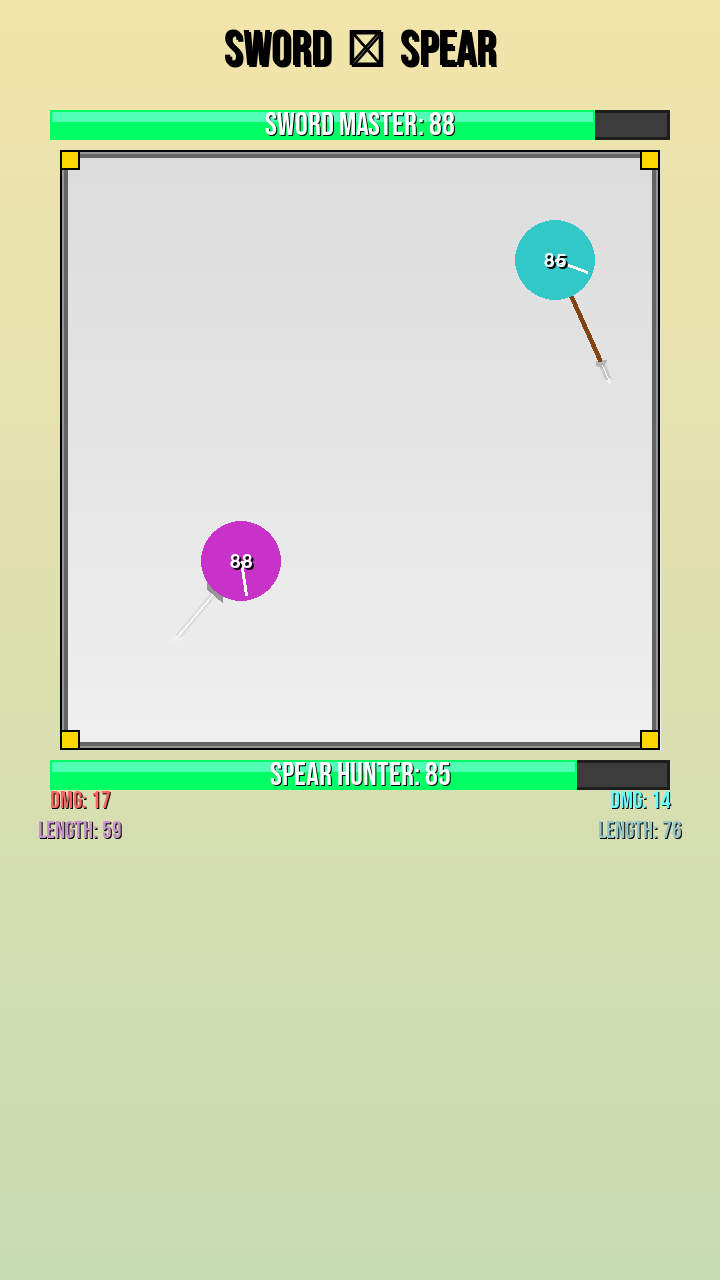 SWORD SPEAR
SWORD MASTER: 88
85
88
SPEAR HUNTER: 85
DMG: 17
DMG: 14
LENGTH: 59
LENGTH: 76